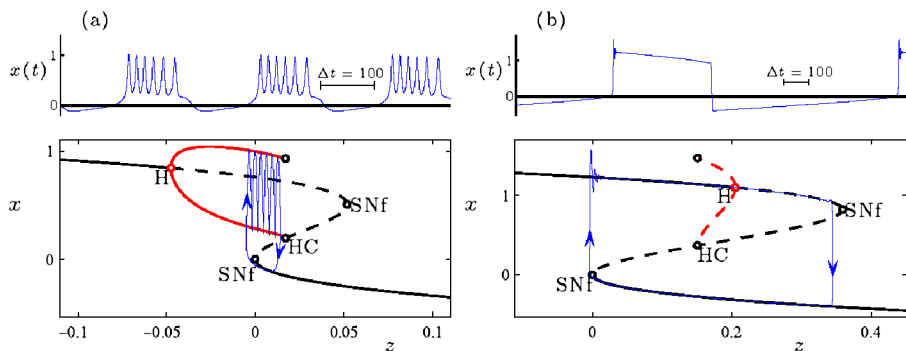 (a)
x(t)
1
0
Δt = 100
x
1
0
H
SNf
HC
SNf
−0.1
−0.05
0
0.05
0.1
z
(b)
x(t)
1
0
Δt = 100
x
1
0
H
SNf
HC
SNf
0
0.2
0.4
z